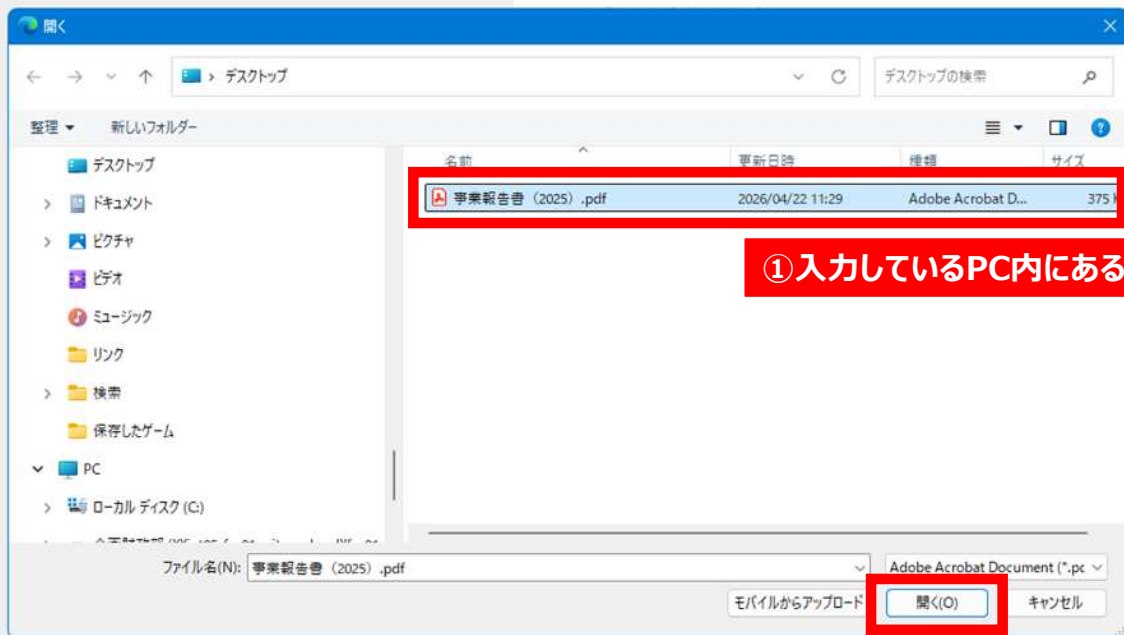 開く
デスクトップ
デスクトップの検索
整理
新しいフォルダー
名前
更新日時
種類
サイズ
デスクトップ
ドキュメント
ピクチャ
ビデオ
ミュージック
リンク
検索
保存したゲーム
PC
ローカル ディスク (C:)
事業報告書（2025）.pdf
2026/04/22 11:29
Adobe Acrobat D...
375
①入力しているPC内にある
ファイル名(N):
事業報告書（2025）.pdf
Adobe Acrobat Document (*.pc
モバイルからアップロード
開く(O)
キャンセル